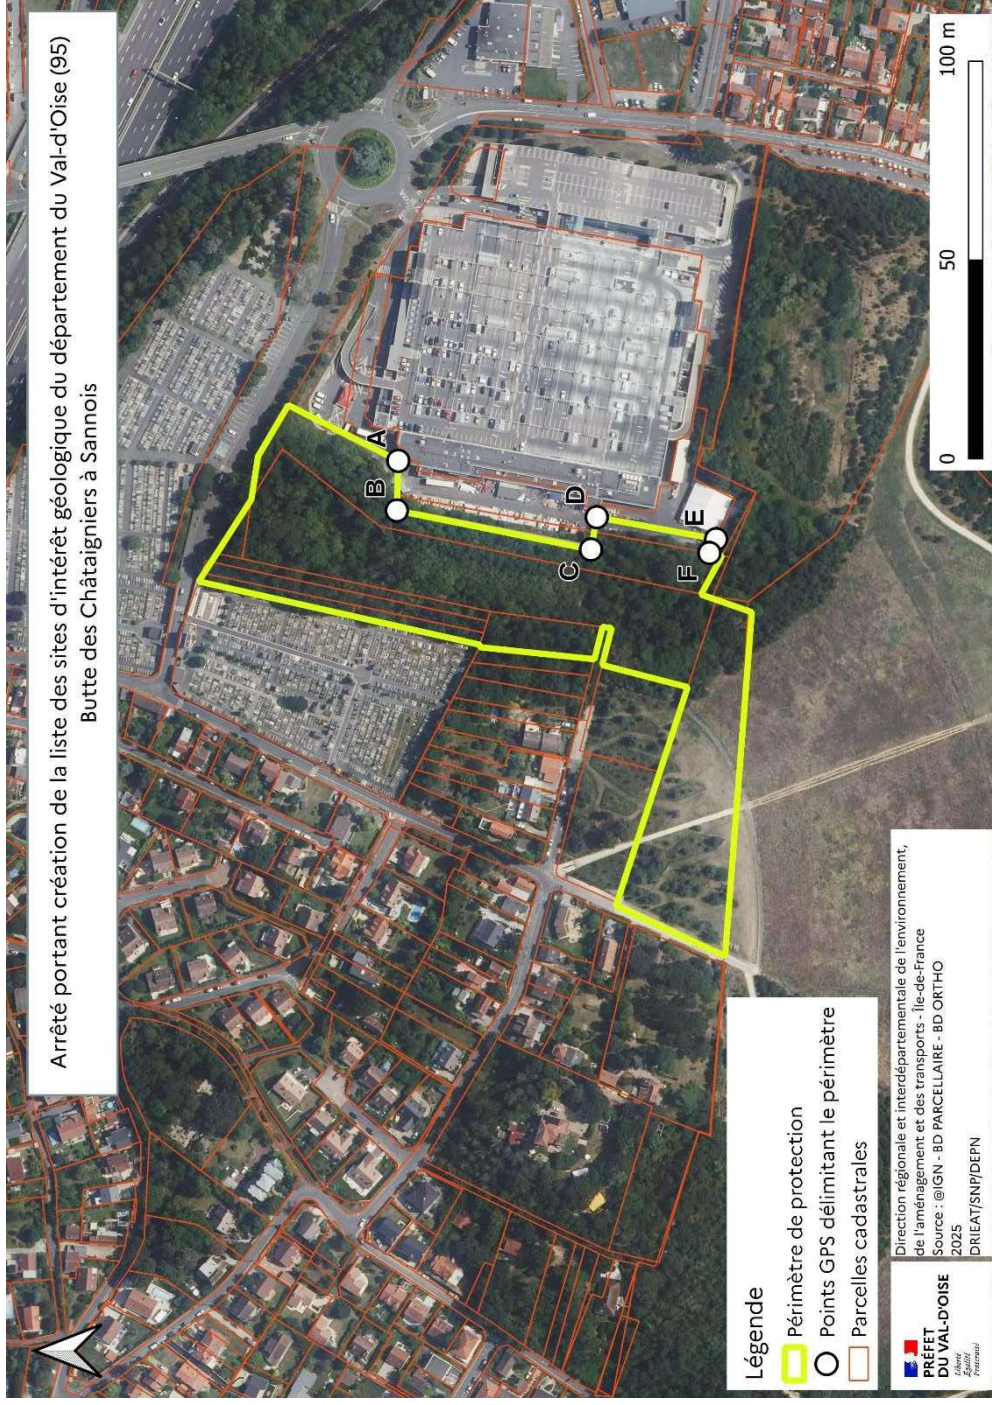 Arrêté portant création de la liste des sites d'intérêt géologique du département du Val-d'Oise (95)
Butte des Châtaigniers à Sannois
A
B
C
D
E
F
Légende
Périmètre de protection
Points GPS délimitant le périmètre
Parcelles cadastrales
PRÉFET
DU VAL-D'OISE
Liberté
Égalité
Fraternité
Direction régionale et interdépartementale de l'environnement,
de l'aménagement et des transports - Île-de-France
Source : @IGN - BD PARCELLAIRE - BD ORTHO
2025
DRIEAT/SNP/DEPN
0 50 100 m